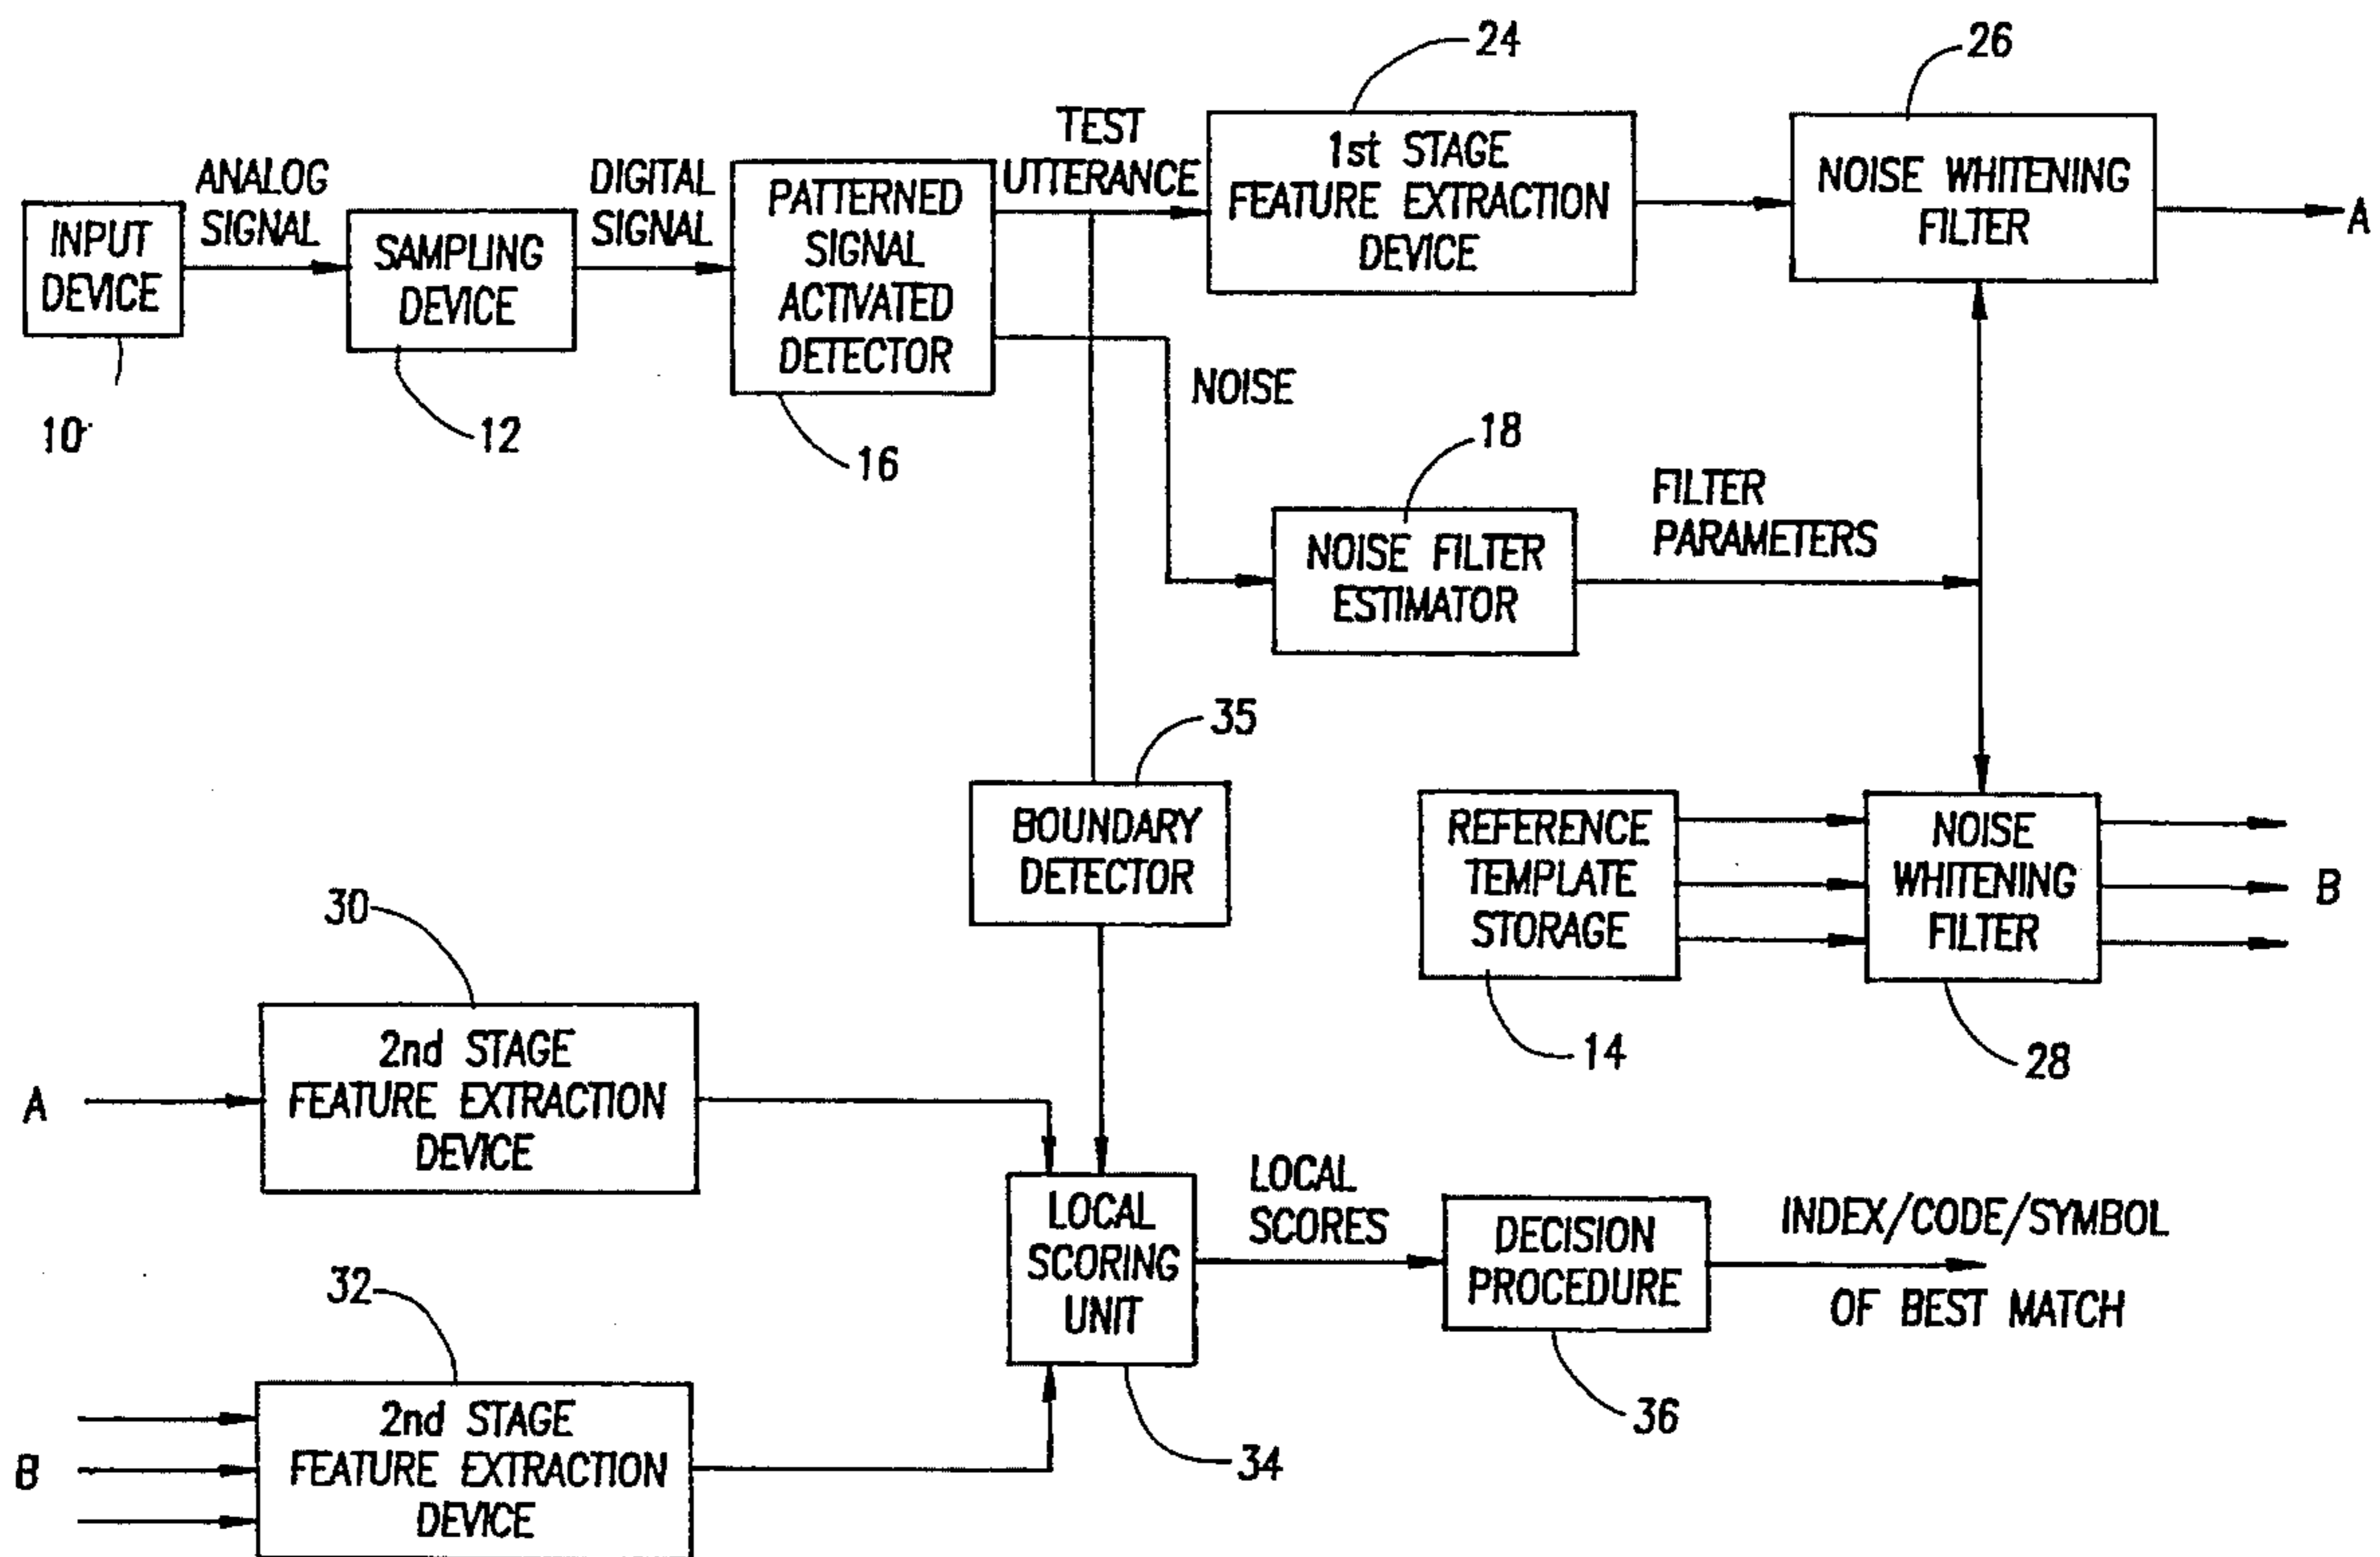 24
26
TEST
UTTERANCE
1st STAGE
FEATURE EXTRACTION
DEVICE
NOISE WHITENING
FILTER
A
ANALOG
SIGNAL
DIGITAL
SIGNAL
PATTERNED
SIGNAL
ACTIVATED
DETECTOR
INPUT
DEVICE
SAMPLING
DEVICE
NOISE
10
12
16
18
FILTER
PARAMETERS
NOISE FILTER
ESTIMATOR
35
BOUNDARY
DETECTOR
REFERENCE
TEMPLATE
STORAGE
NOISE
WHITENING
FILTER
B
30
14
28
2nd STAGE
FEATURE EXTRACTION
DEVICE
A
LOCAL
SCORING
UNIT
LOCAL
SCORES
DECISION
PROCEDURE
INDEX/CODE/SYMBOL
OF BEST MATCH
32
36
34
2nd STAGE
FEATURE EXTRACTION
DEVICE
B